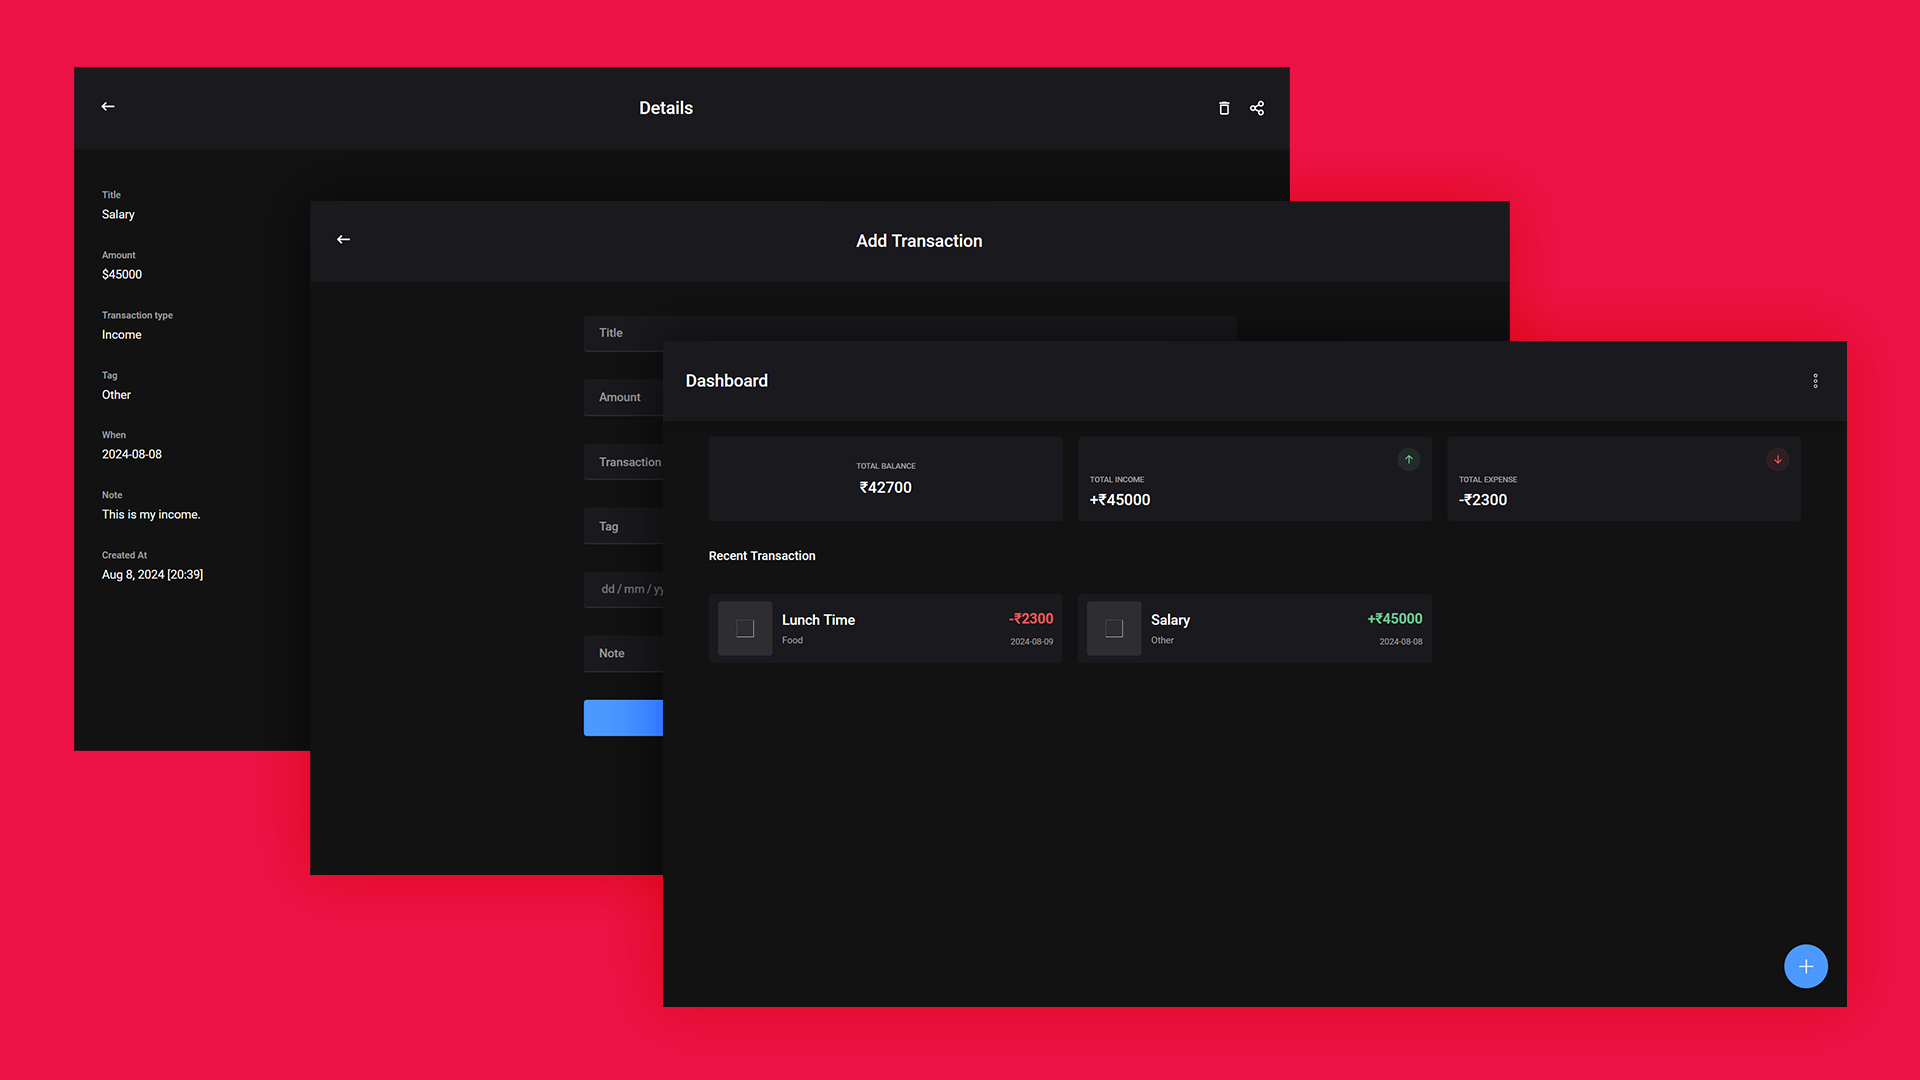 Details
Title
Salary
Amount
$45000
Transaction type
Income
Tag
Other
When
2024-08-08
Note
This is my income.
Created At
Aug 8, 2024 [20:39]
Add Transaction
Title
Amount
Transaction
Tag
dd / mm / yy
Note
Dashboard
TOTAL BALANCE
₹42700
TOTAL INCOME
+₹45000
TOTAL EXPENSE
-₹2300
Recent Transaction
Lunch Time
-₹2300
Food
2024-08-09
Salary
+₹45000
Other
2024-08-08